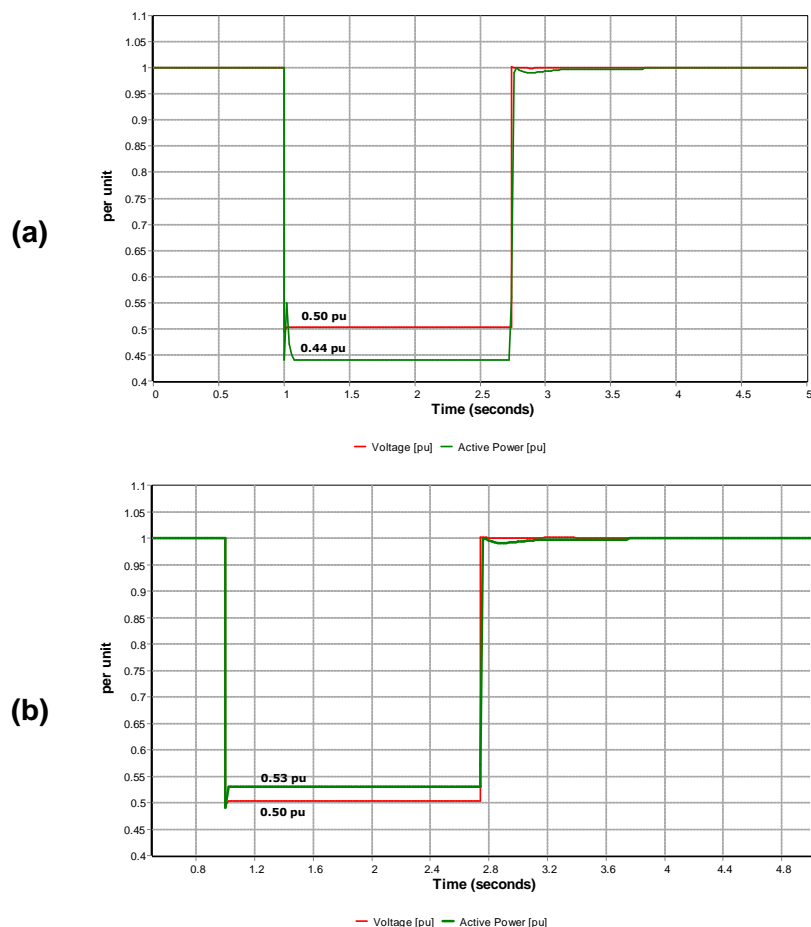 (a)
per unit
1.1
1.05
1
0.95
0.9
0.85
0.8
0.75
0.7
0.65
0.6
0.55
0.5
0.45
0.4
0.50 pu
0.44 pu
0 0.5 1 1.5 2 2.5 3 3.5 4 4.5 5
Time (seconds)
Voltage [pu] Active Power [pu]
(b)
per unit
1.1
1.05
1
0.95
0.9
0.85
0.8
0.75
0.7
0.65
0.6
0.55
0.5
0.45
0.4
0.53 pu
0.50 pu
0.8 1.2 1.6 2 2.4 2.8 3.2 3.6 4 4.4 4.8
Time (seconds)
Voltage [pu] Active Power [pu]